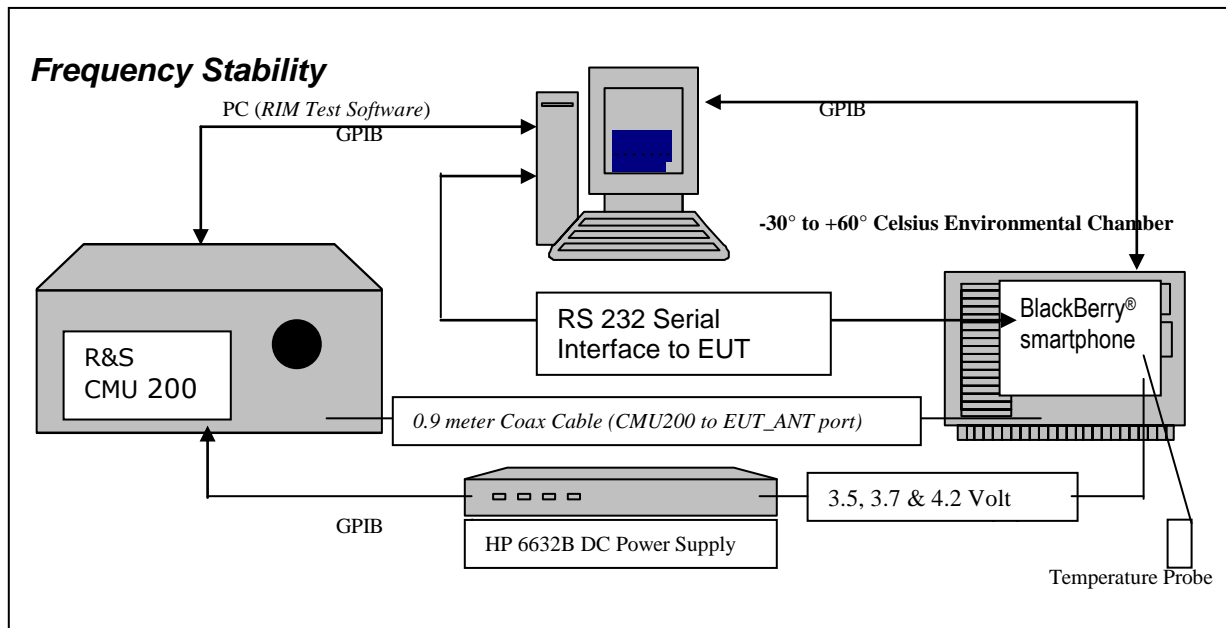 Frequency Stability
PC (RIM Test Software)
GPIB
GPIB
-30° to +60° Celsius Environmental Chamber
RS 232 Serial
Interface to EUT
BlackBerry®
smartphone
R&S
CMU 200
0.9 meter Coax Cable (CMU200 to EUT_ANT port)
3.5, 3.7 & 4.2 Volt
GPIB
HP 6632B DC Power Supply
Temperature Probe